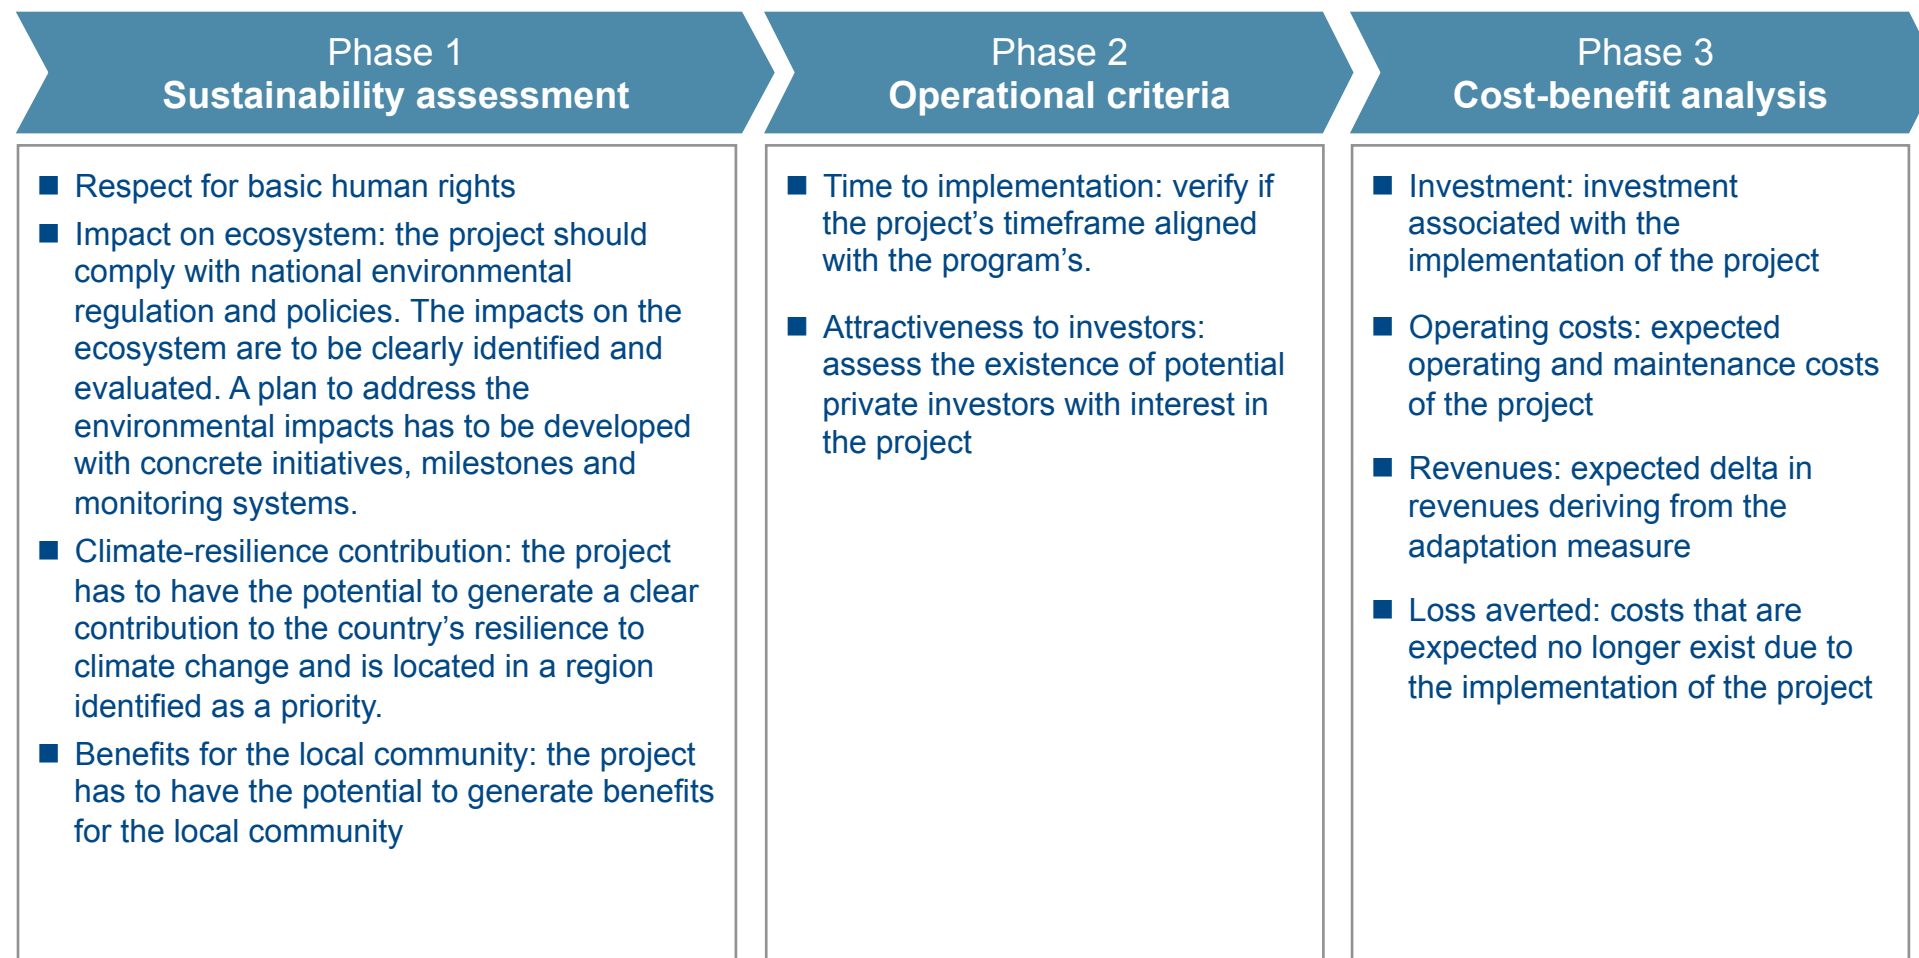 Phase 1
Sustainability assessment
Respect for basic human rights
Impact on ecosystem: the project should
comply with national environmental
regulation and policies. The impacts on the
ecosystem are to be clearly identified and
evaluated. A plan to address the
environmental impacts has to be developed
with concrete initiatives, milestones and
monitoring systems.
Climate-resilience contribution: the project
has to have the potential to generate a clear
contribution to the country’s resilience to
climate change and is located in a region
identified as a priority.
Benefits for the local community: the project
has to have the potential to generate benefits
for the local community
Phase 2
Operational criteria
Time to implementation: verify if
the project’s timeframe aligned
with the program’s.
Attractiveness to investors:
assess the existence of potential
private investors with interest in
the project
Phase 3
Cost-benefit analysis
Investment: investment
associated with the
implementation of the project
Operating costs: expected
operating and maintenance costs
of the project
Revenues: expected delta in
revenues deriving from the
adaptation measure
Loss averted: costs that are
expected no longer exist due to
the implementation of the project